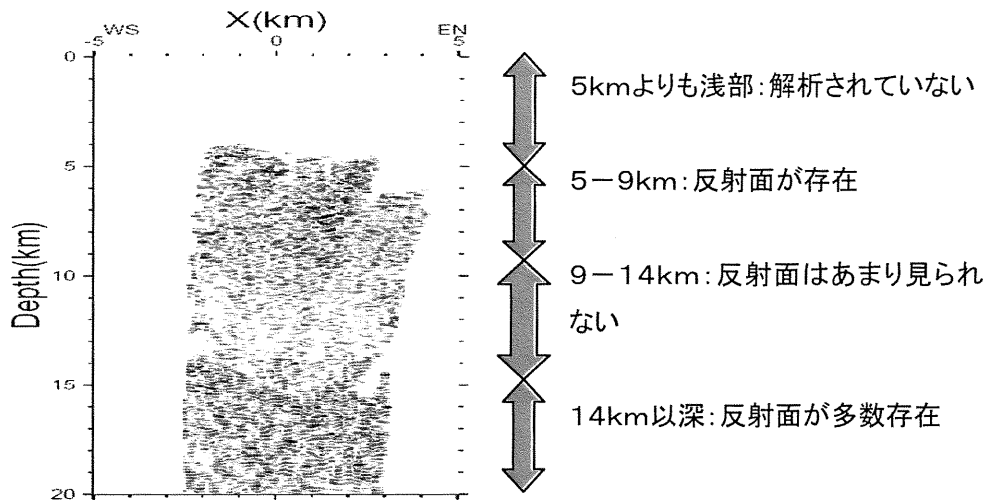 X(km)
WS
EN
-5
0
5
0
5
10
15
20
Depth(km)
5kmよりも浅部:解析されていない
5-9km:反射面が存在
9-14km:反射面はあまり見られ
ない
14km以深:反射面が多数存在